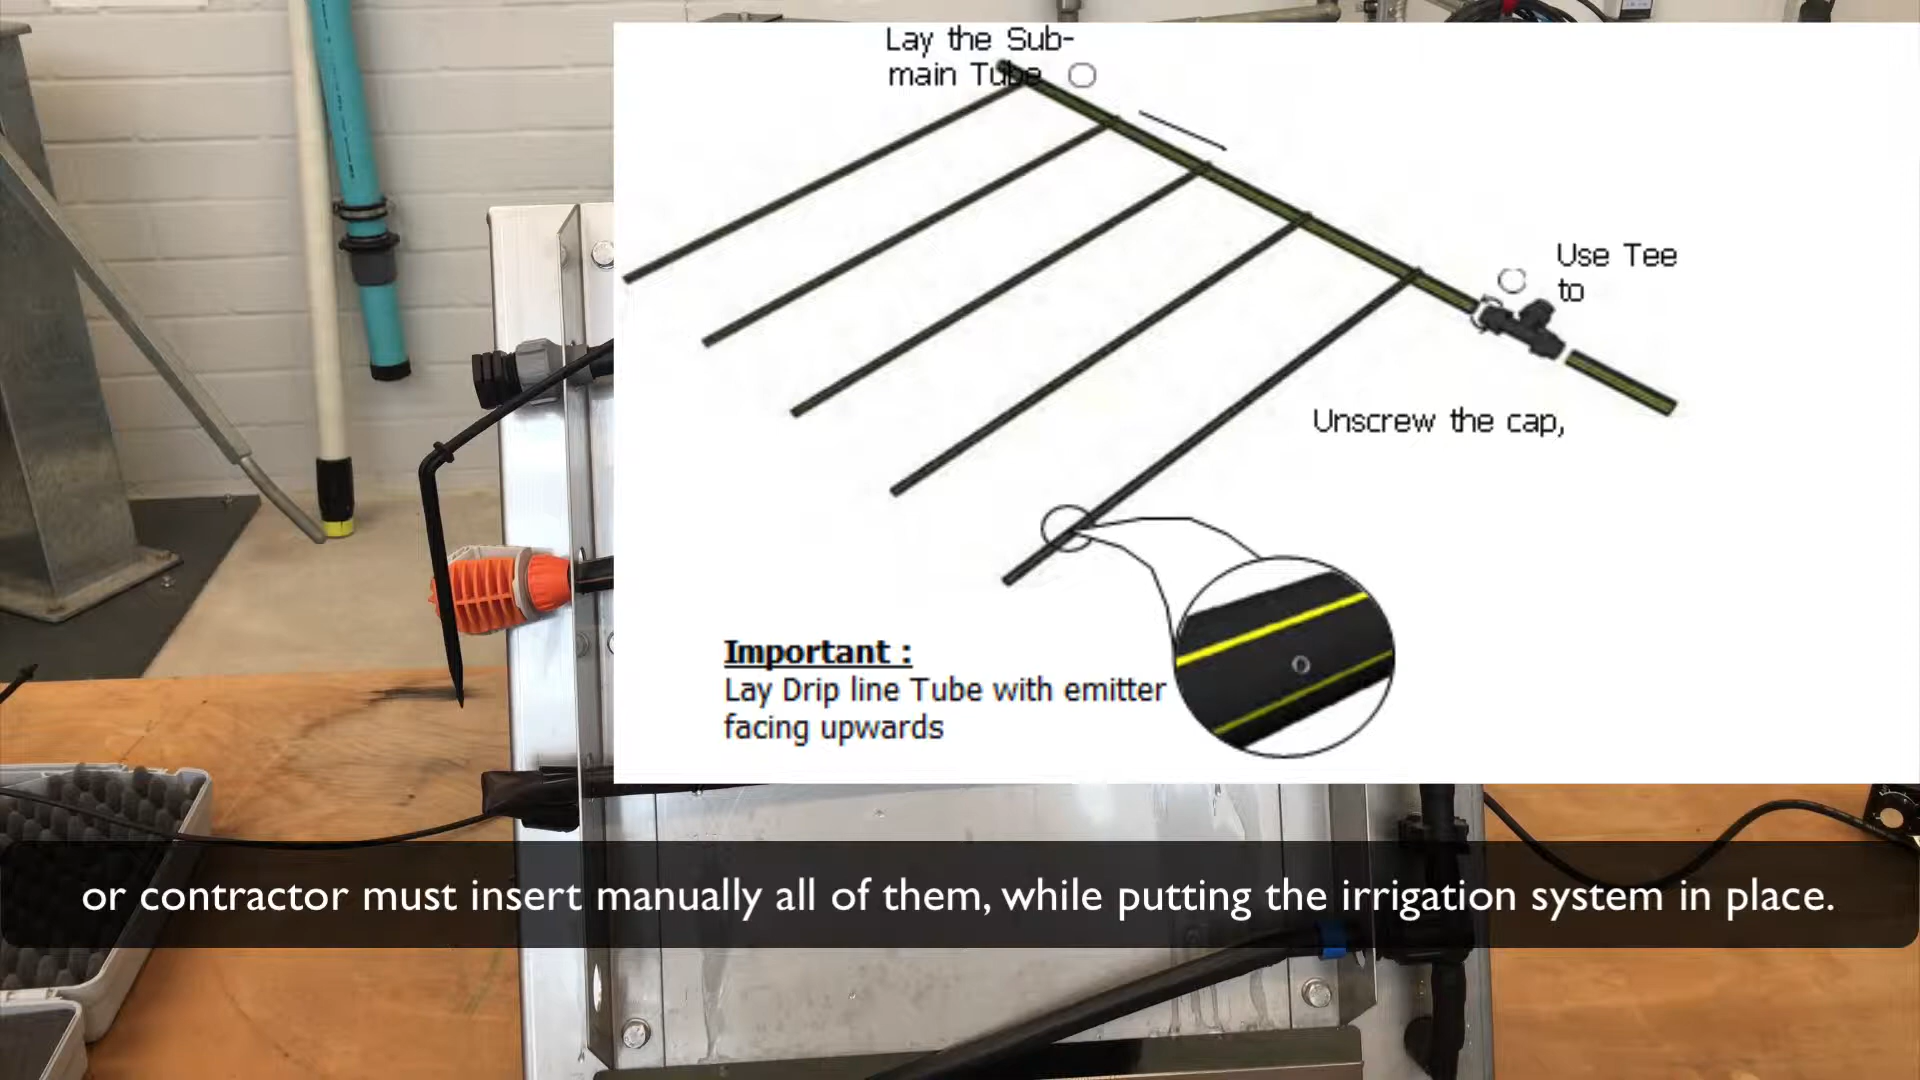 Lay the Sub-
main Tube
Use Tee
to
Unscrew the cap,
Important :
Lay Drip line Tube with emitter
facing upwards
or contractor must insert manually all of them, while putting the irrigation system in place.